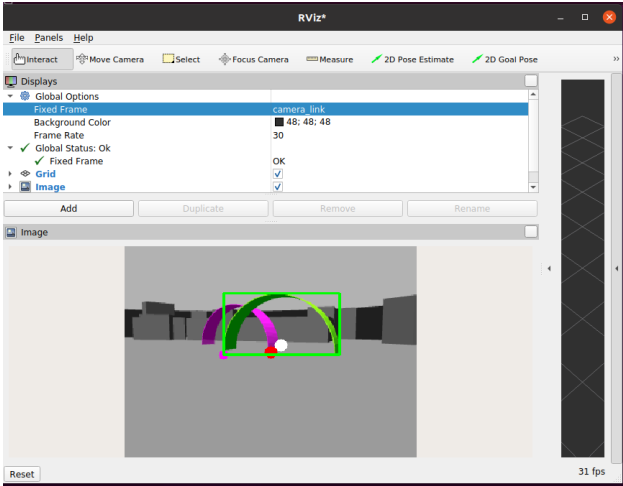 RViz*
File Panels Help
Interact Move Camera Select Focus Camera Measure 2D Pose Estimate 2D Goal Pose »
Displays
Global Options
Fixed Frame camera_link
Background Color 48; 48; 48
Frame Rate 30
Global Status: Ok
Fixed Frame OK
Grid
Image
Add Duplicate Remove Rename
Image
Reset 31 fps